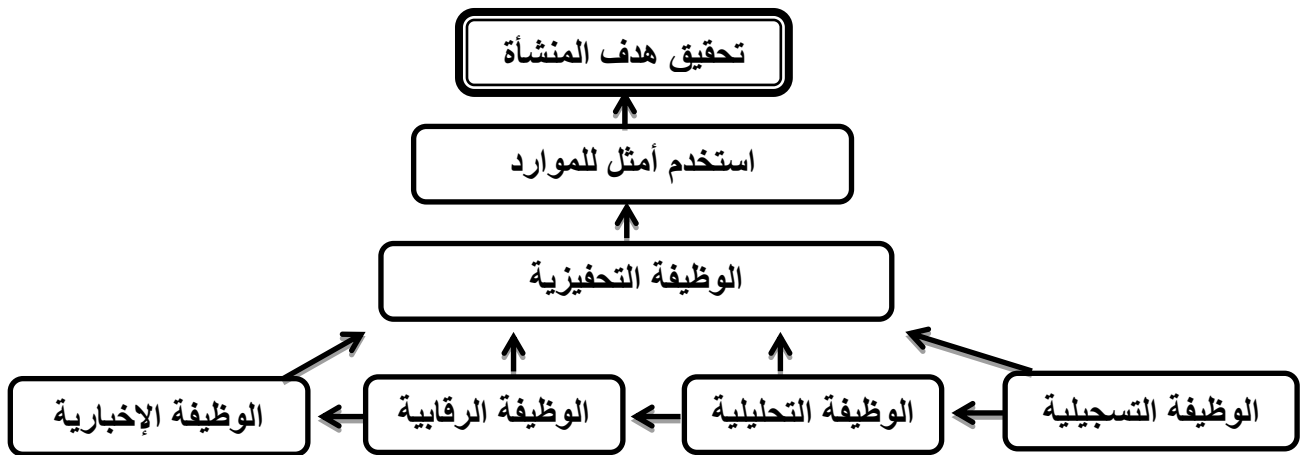 تحقيق هدف المنشأة
استخدم أمثل للموارد
الوظيفة التحفيزية
الوظيفة التسجيلية
الوظيفة التحليلية
الوظيفة الرقابية
الوظيفة الإخبارية